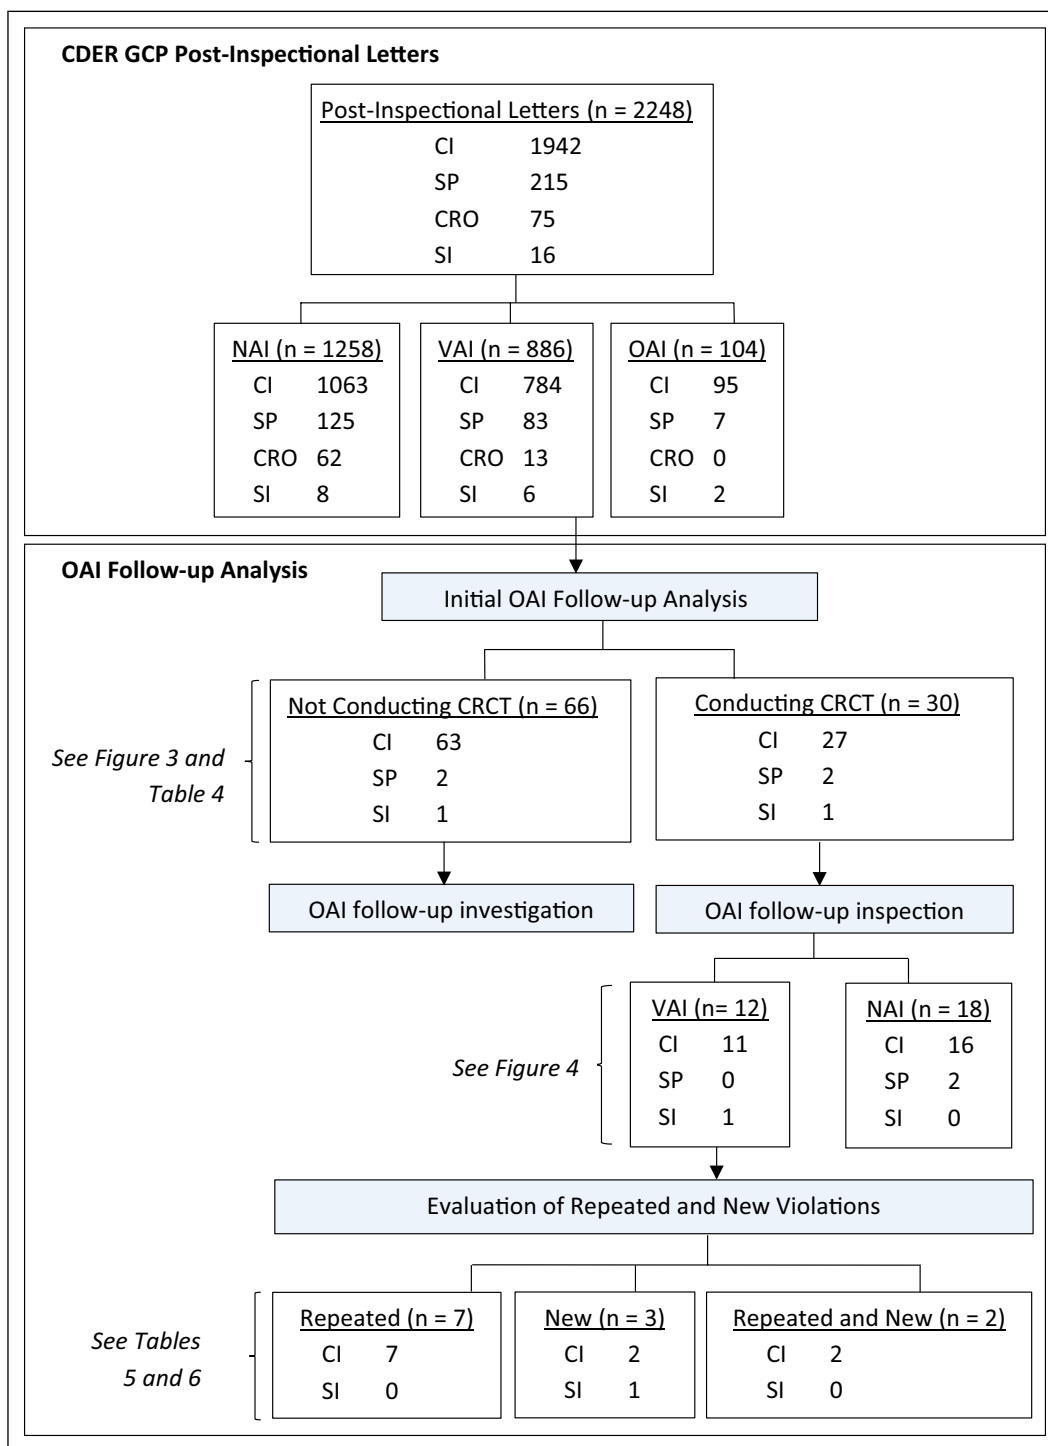 CDER GCP Post-Inspectional Letters
Post-Inspectional Letters (n = 2248)
CI 1942
SP 215
CRO 75
SI 16
NAI (n = 1258)
CI 1063
SP 125
CRO 62
SI 8
VAI (n = 886)
CI 784
SP 83
CRO 13
SI 6
OAI (n = 104)
CI 95
SP 7
CRO 0
SI 2
OAI Follow-up Analysis
Initial OAI Follow-up Analysis
See Figure 3 and
Table 4
Not Conducting CRCT (n = 66)
CI 63
SP 2
SI 1
Conducting CRCT (n = 30)
CI 27
SP 2
SI 1
OAI follow-up investigation
OAI follow-up inspection
See Figure 4
VAI (n= 12)
CI 11
SP 0
SI 1
NAI (n = 18)
CI 16
SP 2
SI 0
Evaluation of Repeated and New Violations
See Tables
5 and 6
Repeated (n = 7)
CI 7
SI 0
New (n = 3)
CI 2
SI 1
Repeated and New (n = 2)
CI 2
SI 0